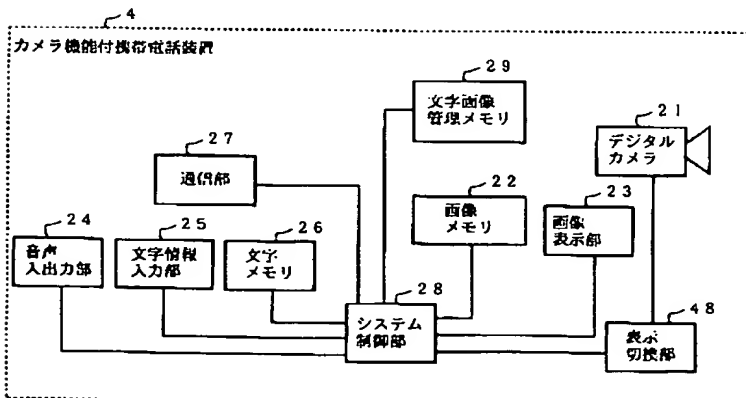 4
カメラ機能付携帯電話装置
29
文字画像
管理メモリ
21
デジタル
カメラ
27
通信部
22
画像
メモリ
23
画像
表示部
24
音声
入出力部
25
文字情報
入力部
26
文字
メモリ
28
システム
制御部
48
表示
切換部